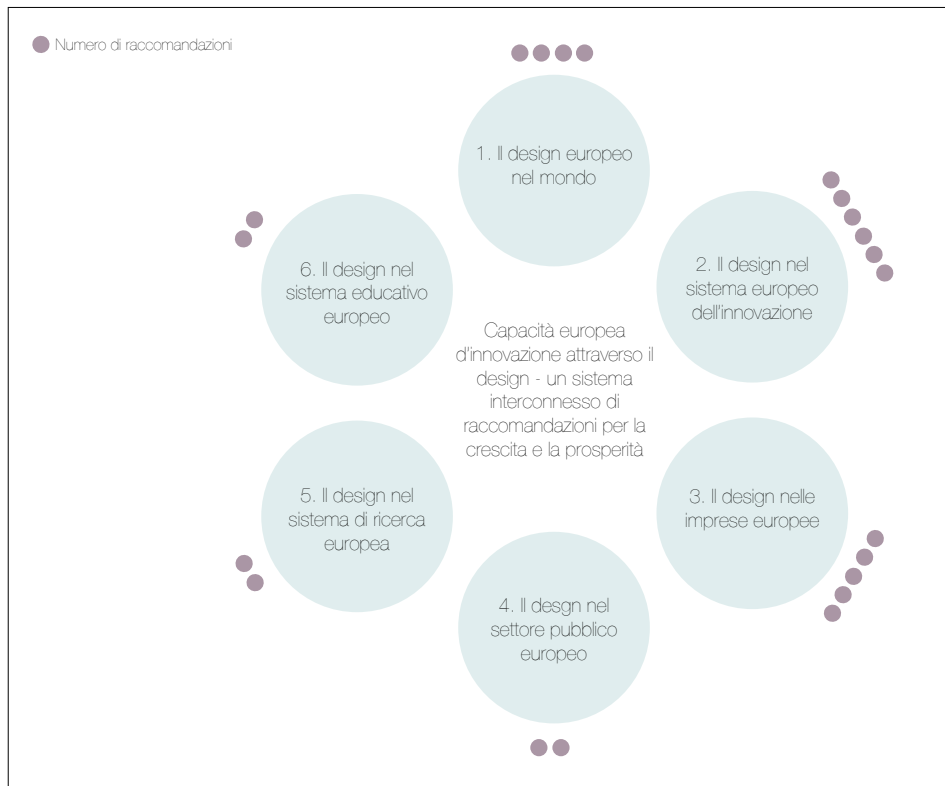 Numero di raccomandazioni
1. Il design europeo
nel mondo
2. Il design nel
sistema europeo
dell'innovazione
3. Il design nelle
imprese europee
4. Il desgn nel
settore pubblico
europeo
5. Il design nel
sistema di ricerca
europea
6. Il design nel
sistema educativo
europeo
Capacità europea
d'innovazione attraverso il
design - un sistema
interconnesso di
raccomandazioni per la
crescita e la prosperità